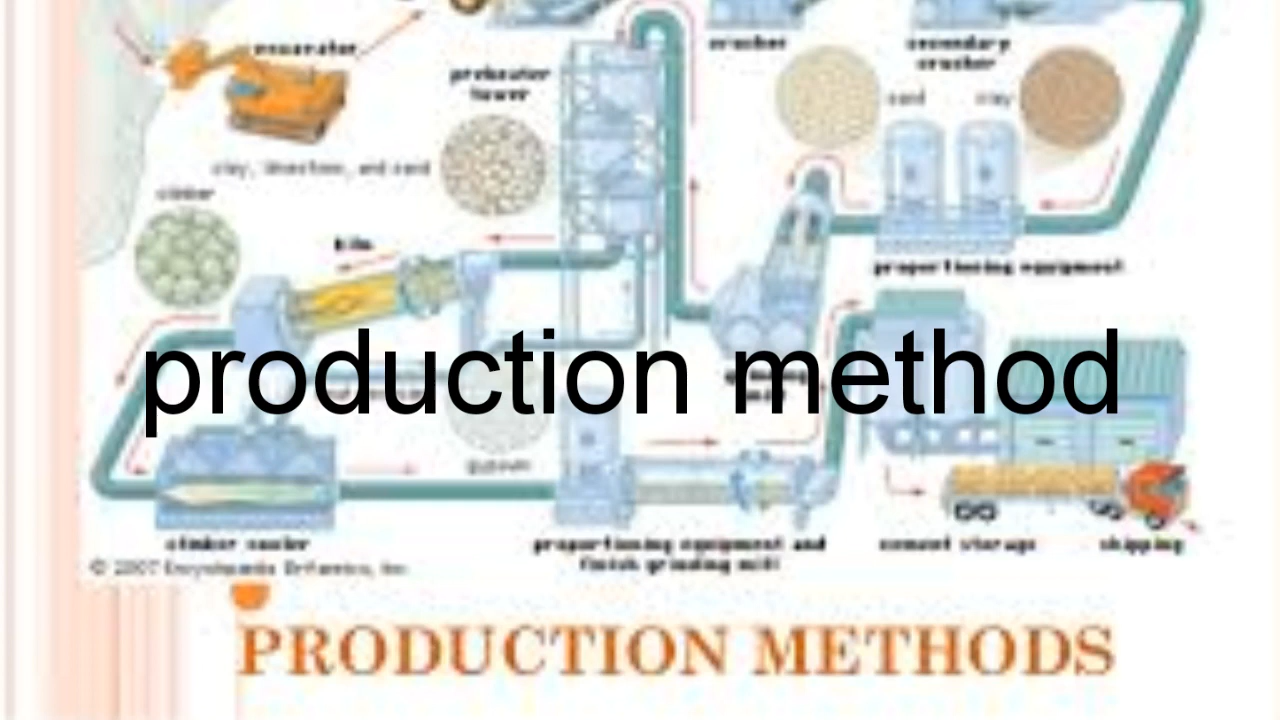 excavator
crusher
secondary
crusher
preheater
tower
sand
clay
clay, limestone, and sand
clinker
kiln
proportioning equipment
production method
gypsum
clinker cooler
proportioning equipment and
finish grinding mill
cement storage
shipping
© 2007 Encyclopædia Britannica, Inc.
PRODUCTION METHODS